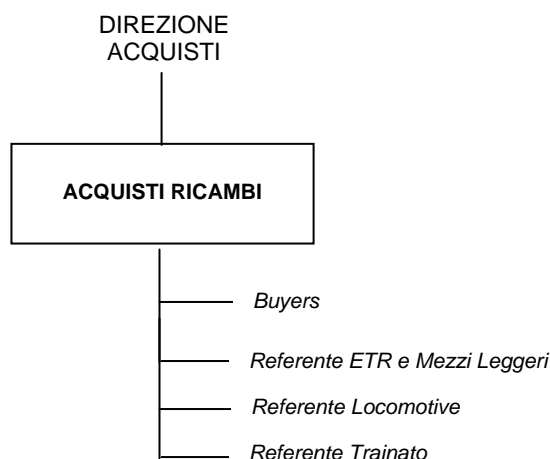 DIREZIONE
ACQUISTI
ACQUISTI RICAMBI
Buyers
Referente ETR e Mezzi Leggeri
Referente Locomotive
Referente Trainato